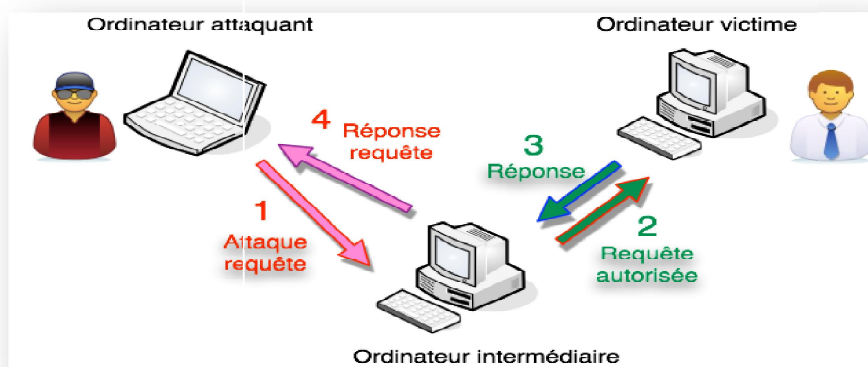 Ordinateur attaquant
Ordinateur victime
4 Réponse
requête
3
Réponse
1
Attaque
requête
2
Requête
autorisée
Ordinateur intermédiaire